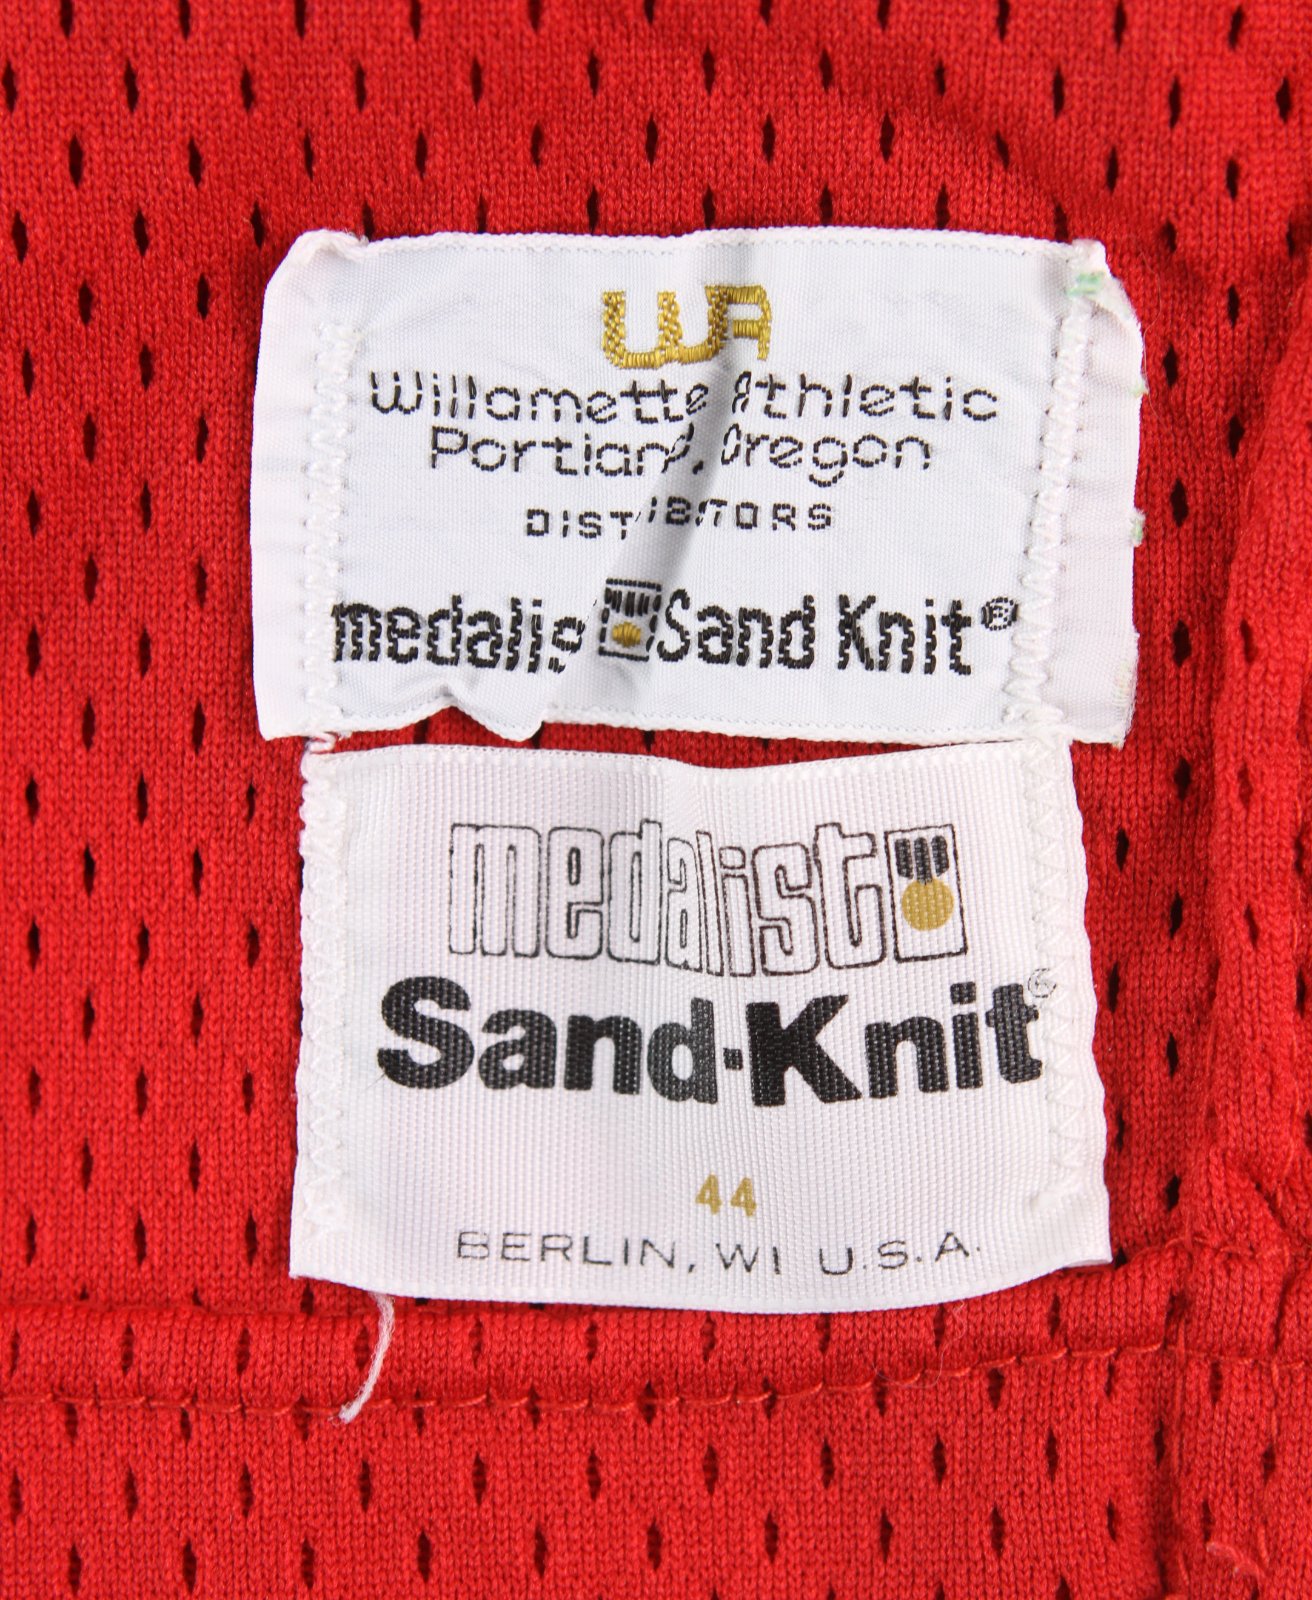 WA
Willamette Athletic
Portland, Oregon
DISTRIBUTORS
medalist Sand Knit®
medalist
Sand-Knit®
44
BERLIN, WI U.S.A.